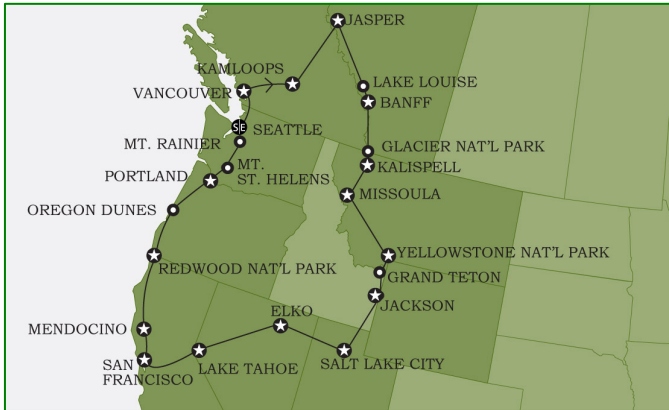 JASPER
KAMLOOPS
LAKE LOUISE
VANCOUVER
BANFF
S E SEATTLE
MT. RAINIER
GLACIER NAT'L PARK
MT.
ST. HELENS
KALISPELL
PORTLAND
MISSOULA
OREGON DUNES
YELLOWSTONE NAT'L PARK
REDWOOD NAT'L PARK
GRAND TETON
JACKSON
ELKO
MENDOCINO
SAN
FRANCISCO
LAKE TAHOE
SALT LAKE CITY